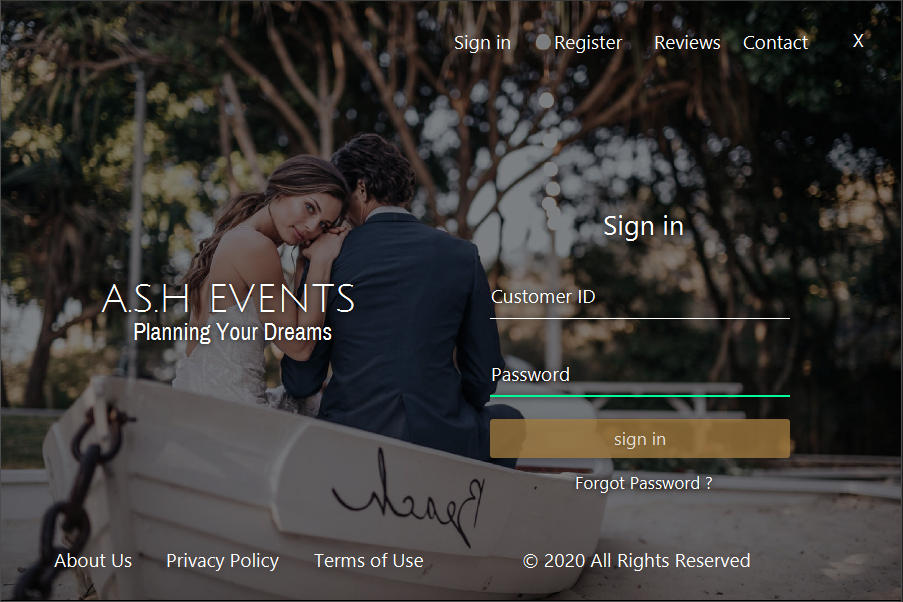 Sign in Register Reviews Contact X
Sign in
Customer ID
A.S.H EVENTS
Planning Your Dreams
Password
sign in
Forgot Password ?
About Us Privacy Policy Terms of Use © 2020 All Rights Reserved